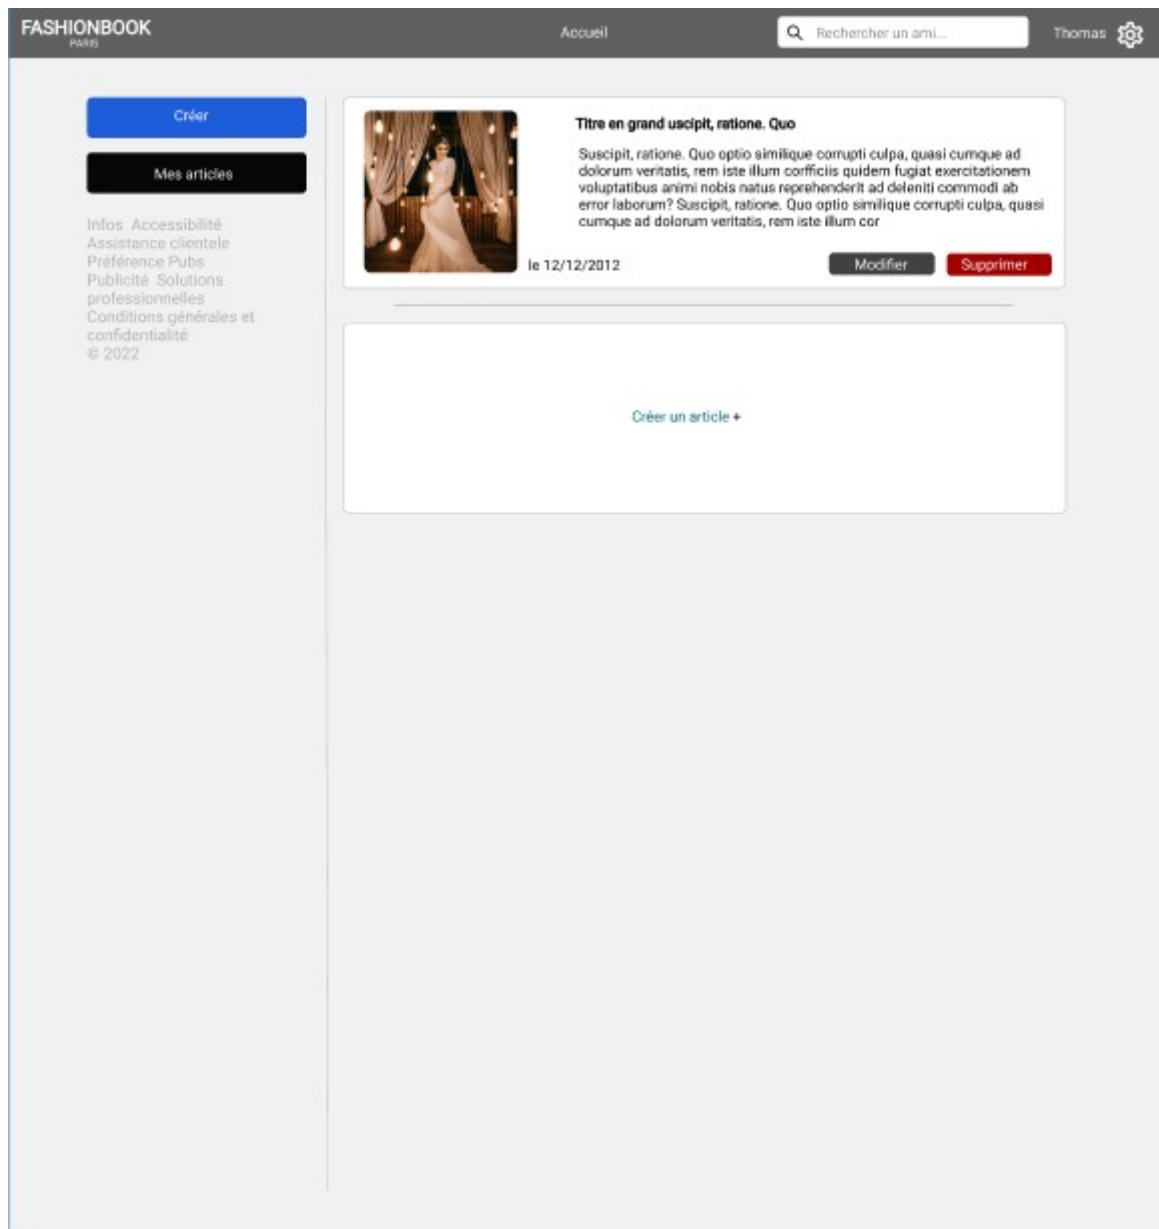 FASHIONBOOK
PARIS
Accueil
Rechercher un ami...
Thomas
Créer
Mes articles
Infos Accessibilité
Assistance clientele
Préférence Pubs
Publicité Solutions
professionnelles
Conditions générales et
confidentialité
© 2022
Titre en grand uscipit, ratione. Quo
Suscipit, ratione. Quo optio similique corrupti culpa, quasi cumque ad
dolorum veritatis, rem iste illum corfficiis quidem fugiat exercitationem
voluptatibus animi nobis natus reprehenderit ad deleniti commodi ab
error laborum? Suscipit, ratione. Quo optio similique corrupti culpa, quasi
cumque ad dolorum veritatis, rem iste illum cor
le 12/12/2012
Modifier
Supprimer
Créer un article +